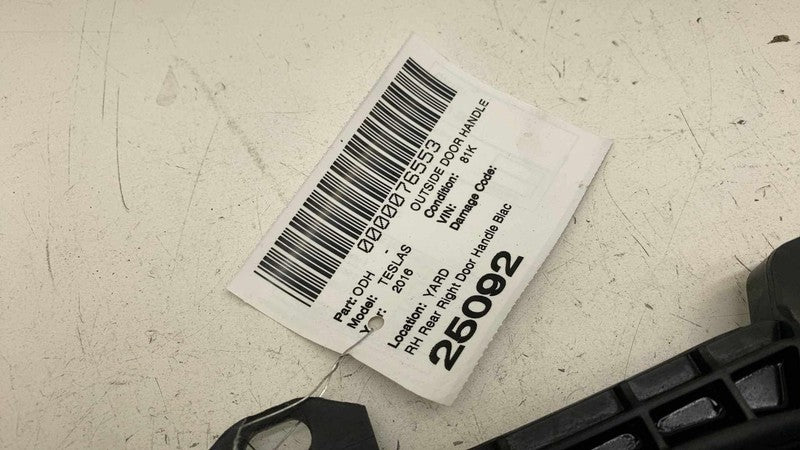 0000076553
Part: ODH - OUTSIDE DOOR HANDLE
Model: TESLAS Condition: 81K
Year: 2016 VIN:
Damage Code:
Location: YARD
RH Rear Right Door Handle Blac
25092